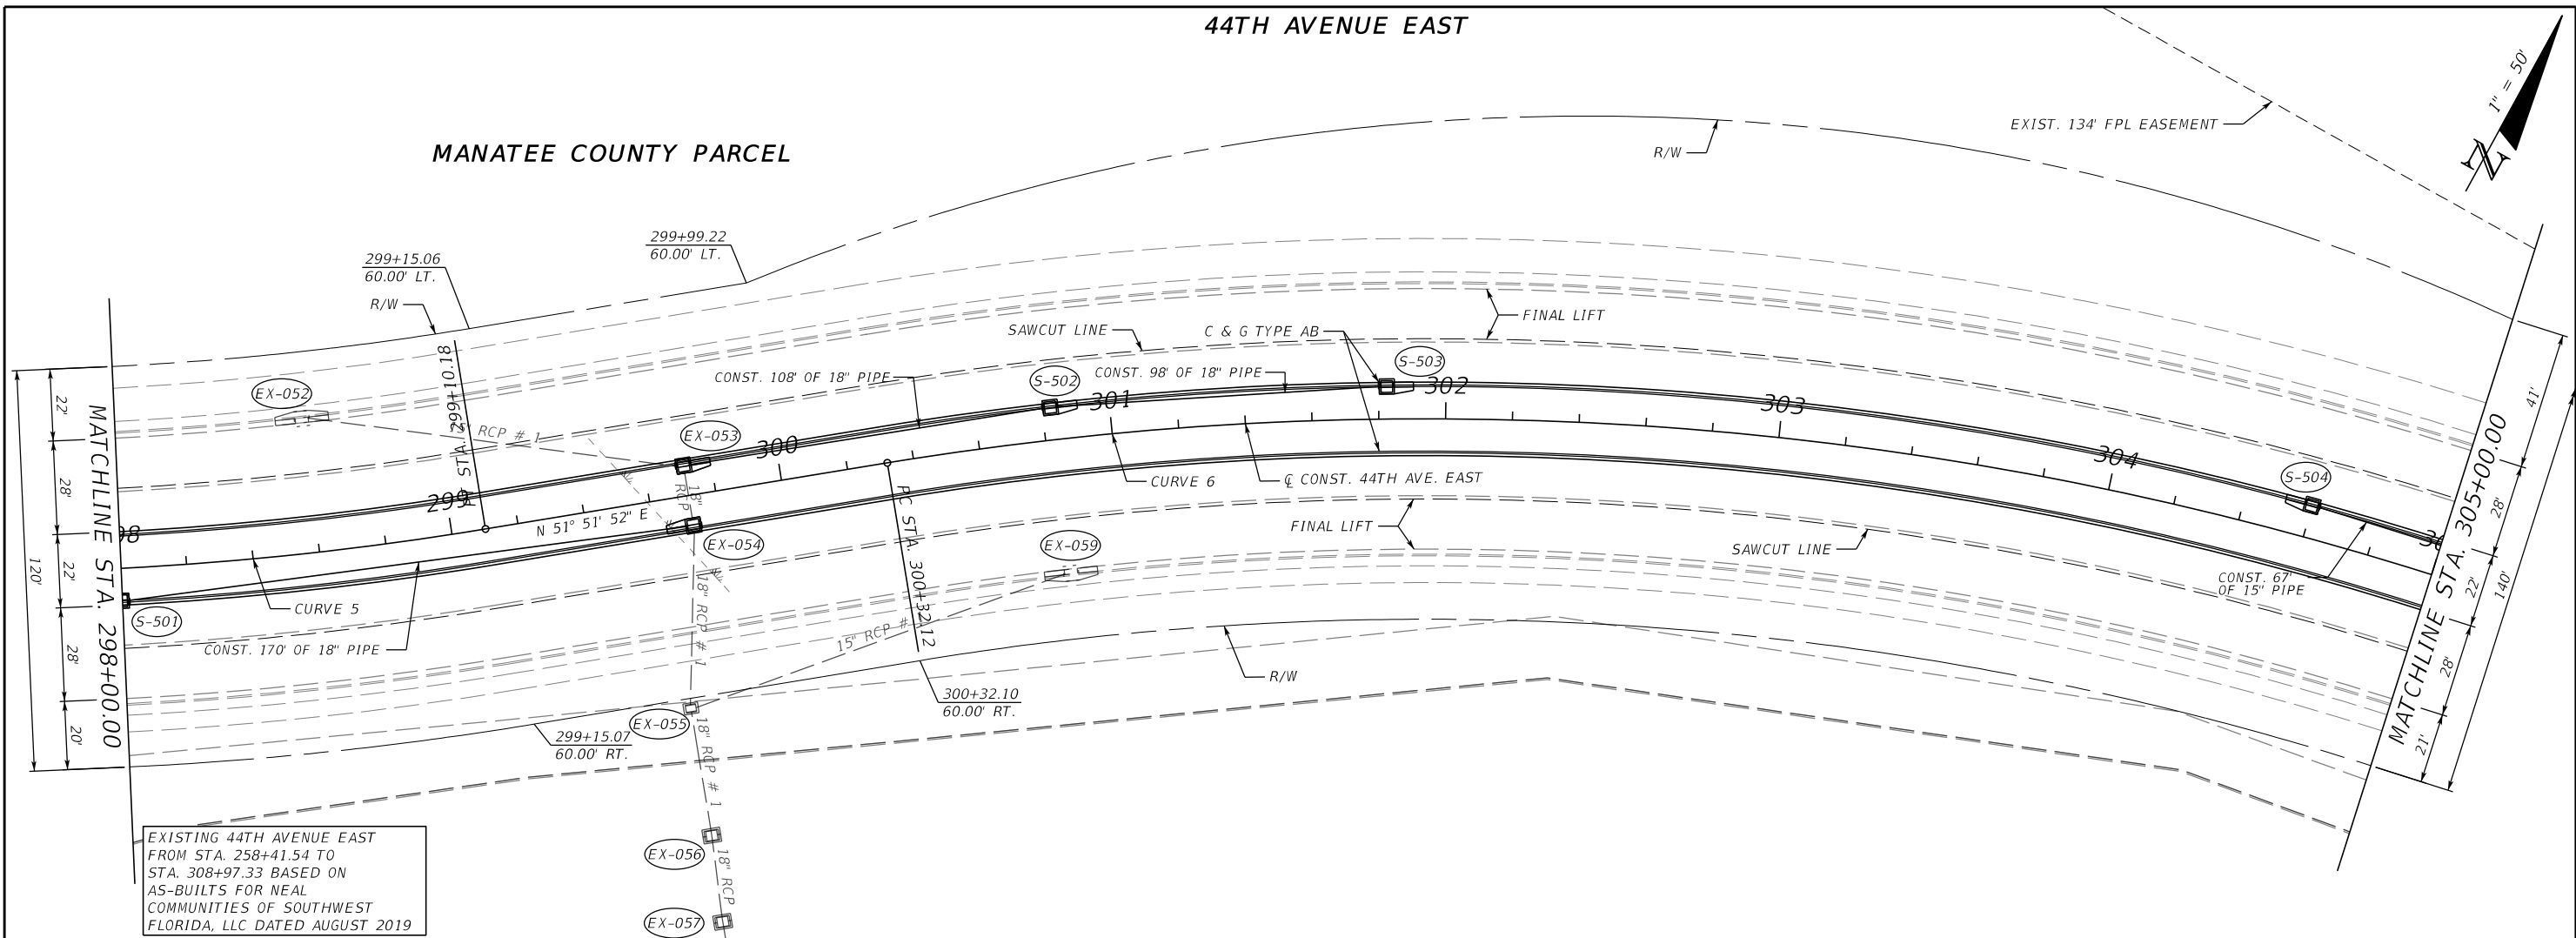 44TH AVENUE EAST
1" = 50'
N
EXIST. 134' FPL EASEMENT
R/W
MANATEE COUNTY PARCEL
299+99.22
60.00' LT.
299+15.06
60.00' LT.
R/W
SAWCUT LINE
C & G TYPE AB
FINAL LIFT
S-503
S-502
CONST. 108' OF 18" PIPE
CONST. 98' OF 18" PIPE
EX-052
EX-053
299
300
301
302
303
304
RCP # 1
18" RCP
N 51° 51' 52" E
CURVE 6
℄ CONST. 44TH AVE. EAST
S-504
41'
28'
22'
28'
21'
140'
MATCHLINE STA. 305+00.00
22'
28'
22'
28'
20'
120'
MATCHLINE STA. 298+00.00
EX-054
EX-059
FINAL LIFT
SAWCUT LINE
CONST. 67'
OF 15" PIPE
PC STA. 300+32.12
CURVE 5
S-501
CONST. 170' OF 18" PIPE
18" RCP # 1
15" RCP #
R/W
300+32.10
60.00' RT.
EX-055
299+15.07
60.00' RT.
18" RCP # 1
EX-056
18" RCP
EX-057
EXISTING 44TH AVENUE EAST
FROM STA. 258+41.54 TO
STA. 308+97.33 BASED ON
AS-BUILTS FOR NEAL
COMMUNITIES OF SOUTHWEST
FLORIDA, LLC DATED AUGUST 2019